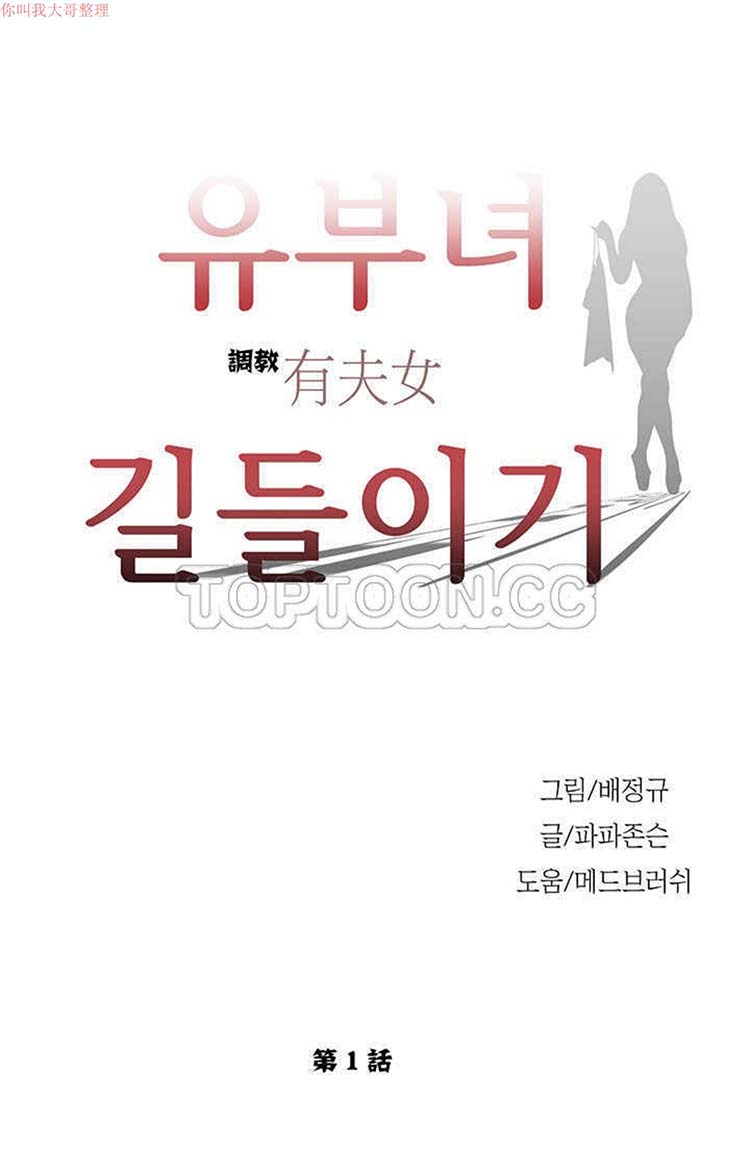 你叫我大哥整理
유부녀
調教有夫女
길들이기
TOPTOON.CC
그림/배정규
글/파파존슨
도움/메드브러쉬
第1話